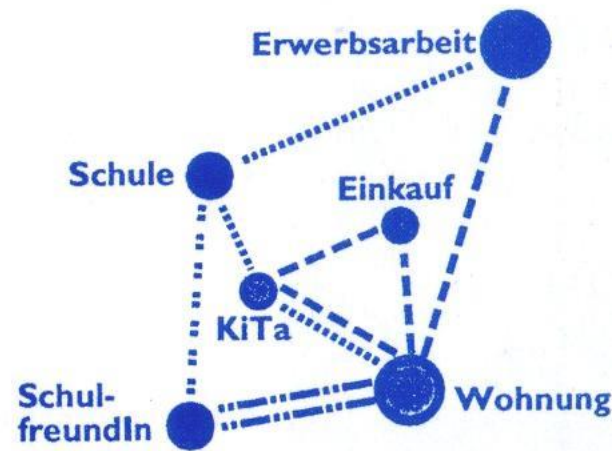 Erwerbsarbeit
Schule
Einkauf
KiTa
Schul-
freundIn
Wohnung